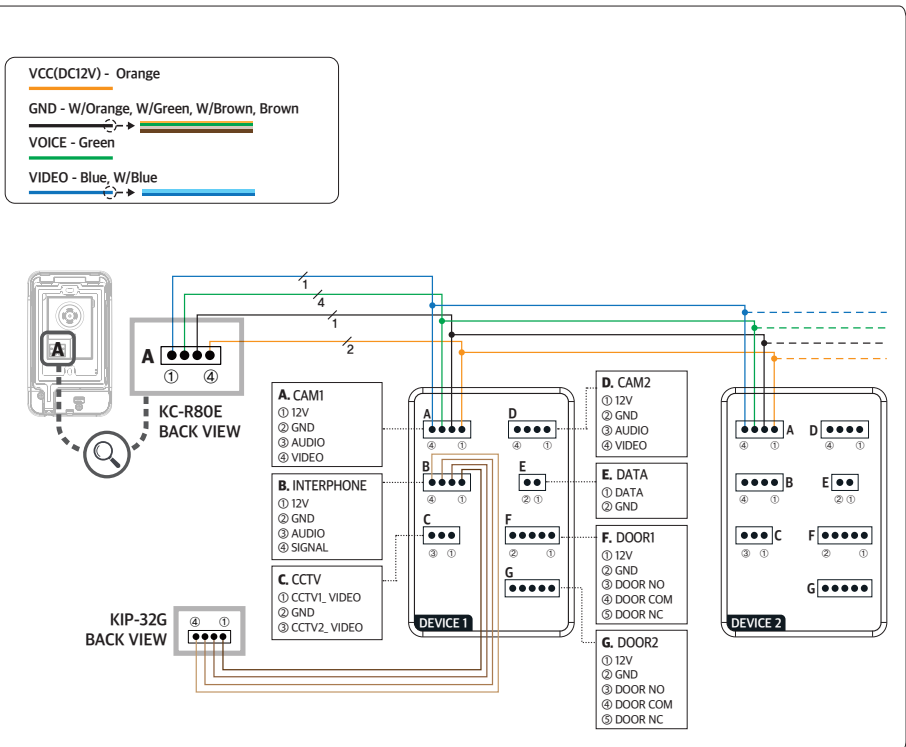 VCC(DC12V) - Orange
GND - W/Orange, W/Green, W/Brown, Brown
VOICE - Green
VIDEO - Blue, W/Blue
1
4
1
2
A
A
① ④
KC-R80E
BACK VIEW
A. CAM1
① 12V
② GND
③ AUDIO
④ VIDEO
B. INTERPHONE
① 12V
② GND
③ AUDIO
④ SIGNAL
C. CCTV
① CCTV1_ VIDEO
② GND
③ CCTV2_ VIDEO
KIP-32G
BACK VIEW
④ ①
A
④ ①
B
④ ①
C
③ ①
D
④ ①
E
② ①
F
② ①
G
DEVICE 1
D. CAM2
① 12V
② GND
③ AUDIO
④ VIDEO
E. DATA
① DATA
② GND
F. DOOR1
① 12V
② GND
③ DOOR NO
④ DOOR COM
⑤ DOOR NC
G. DOOR2
① 12V
② GND
③ DOOR NO
④ DOOR COM
⑤ DOOR NC
A
④ ①
B
④ ①
C
③ ①
D
④ ①
E
② ①
F
② ①
G
DEVICE 2